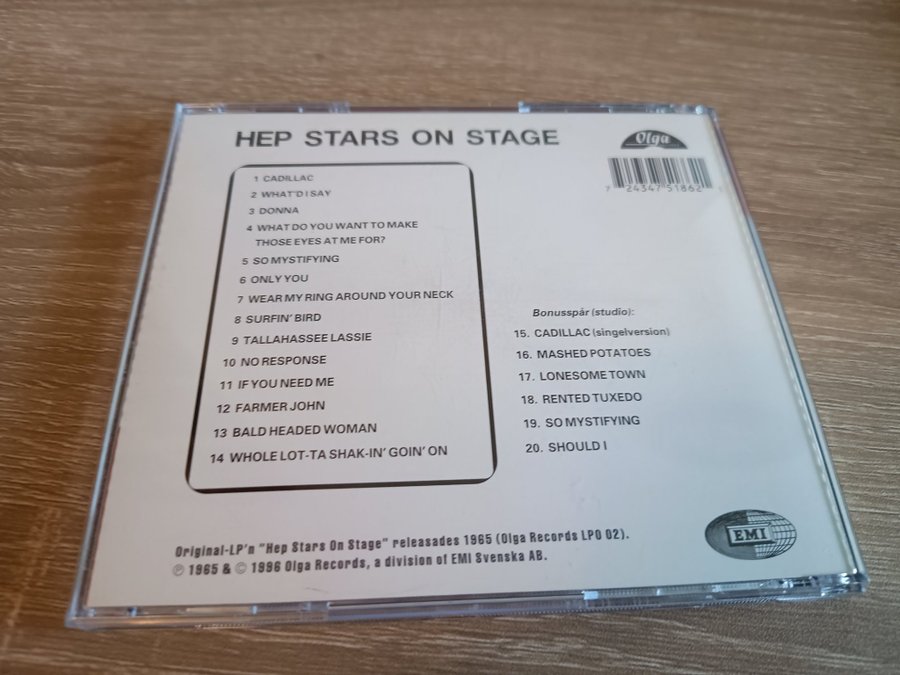 HEP STARS ON STAGE
Olga
7 24347 51862
1 CADILLAC
2 WHAT'D I SAY
3 DONNA
4 WHAT DO YOU WANT TO MAKE
THOSE EYES AT ME FOR?
5 SO MYSTIFYING
6 ONLY YOU
7 WEAR MY RING AROUND YOUR NECK
8 SURFIN' BIRD
9 TALLAHASSEE LASSIE
10 NO RESPONSE
11 IF YOU NEED ME
12 FARMER JOHN
13 BALD HEADED WOMAN
14 WHOLE LOT-TA SHAK-IN' GOIN' ON
Bonusspår (studio):
15. CADILLAC (singelversion)
16. MASHED POTATOES
17. LONESOME TOWN
18. RENTED TUXEDO
19. SO MYSTIFYING
20. SHOULD I
Original-LP'n "Hep Stars On Stage" releasades 1965 (Olga Records LPO 02).
℗ 1965 & © 1996 Olga Records, a division of EMI Svenska AB.
EMI